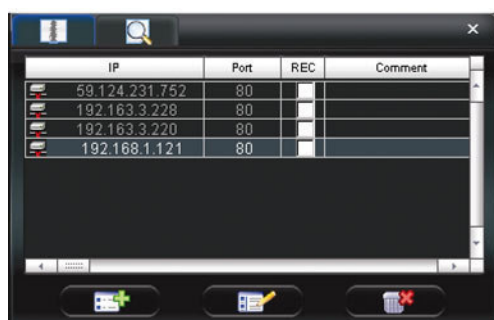 IP Port REC Comment
59.124.231.752 80
192.163.3.228 80
192.163.3.220 80
192.168.1.121 80